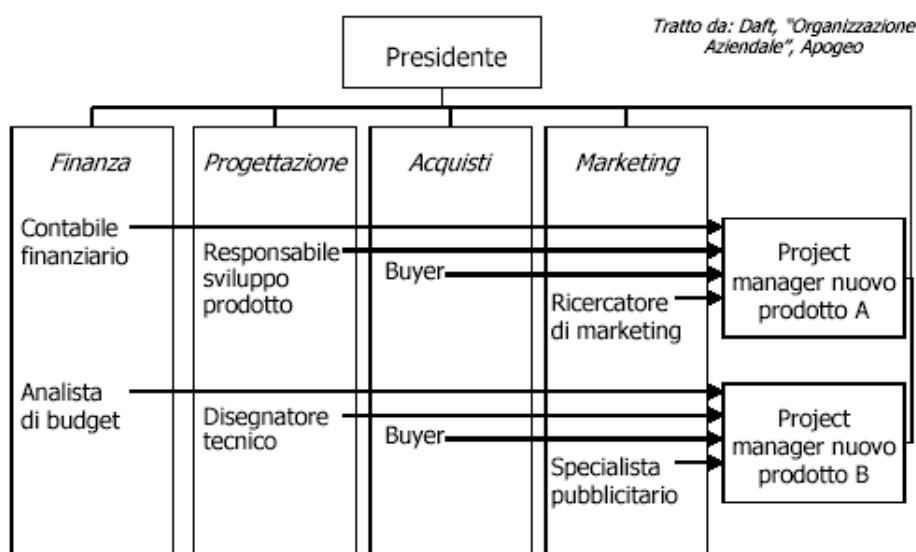 Tratto da: Daft, "Organizzazione
Aziendale", Apogeo
Presidente
Finanza
Progettazione
Acquisti
Marketing
Contabile
finanziario
Responsabile
sviluppo
prodotto
Buyer
Ricercatore
di marketing
Project
manager nuovo
prodotto A
Analista
di budget
Disegnatore
tecnico
Buyer
Specialista
pubblicitario
Project
manager nuovo
prodotto B